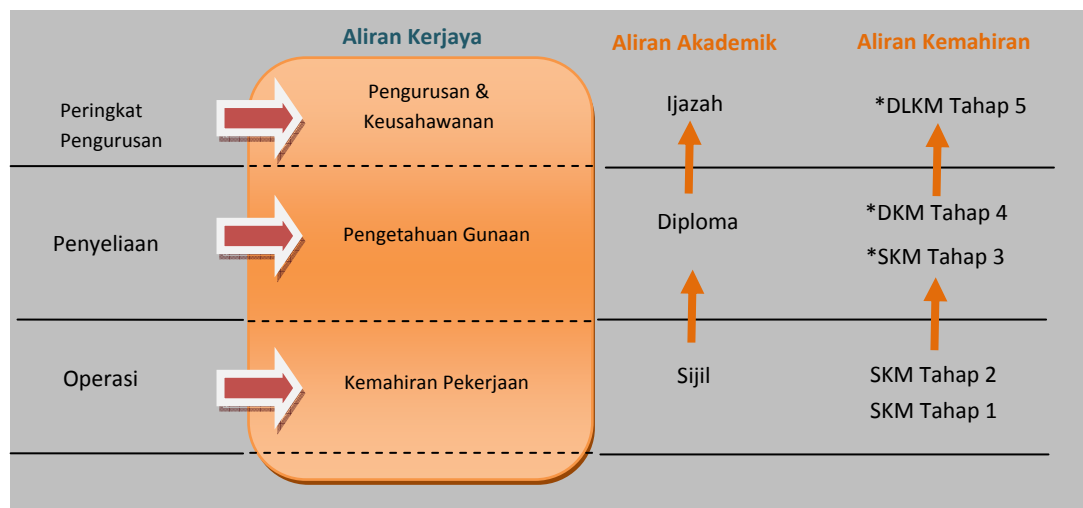 Aliran Kerjaya
Aliran Akademik
Aliran Kemahiran
Peringkat
Pengurusan
Pengurusan &
Keusahawanan
Ijazah
*DLKM Tahap 5
Penyeliaan
Pengetahuan Gunaan
Diploma
*DKM Tahap 4
*SKM Tahap 3
Operasi
Kemahiran Pekerjaan
Sijil
SKM Tahap 2
SKM Tahap 1